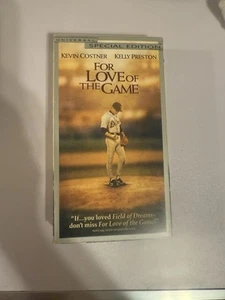 SPECIAL EDITION
KEVIN COSTNER KELLY PRESTON
FOR
LOVE OF
THE GAME
"If...you loved Field of Dreams-
don't miss For Love of the Game!"